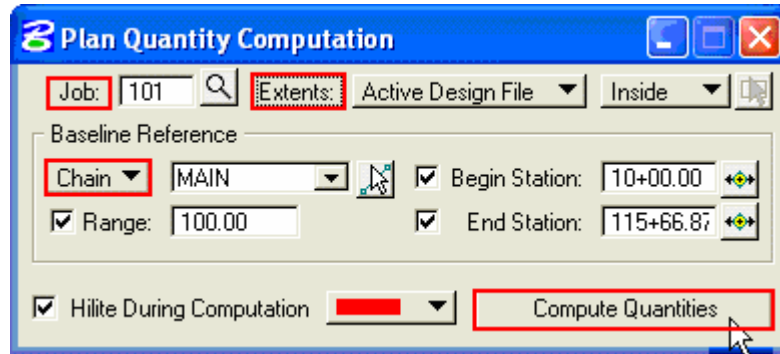 Plan Quantity Computation
Job: 101 Extents: Active Design File Inside
Baseline Reference
Chain MAIN Begin Station: 10+00.00
Range: 100.00 End Station: 115+66.87
Hilite During Computation Compute Quantities